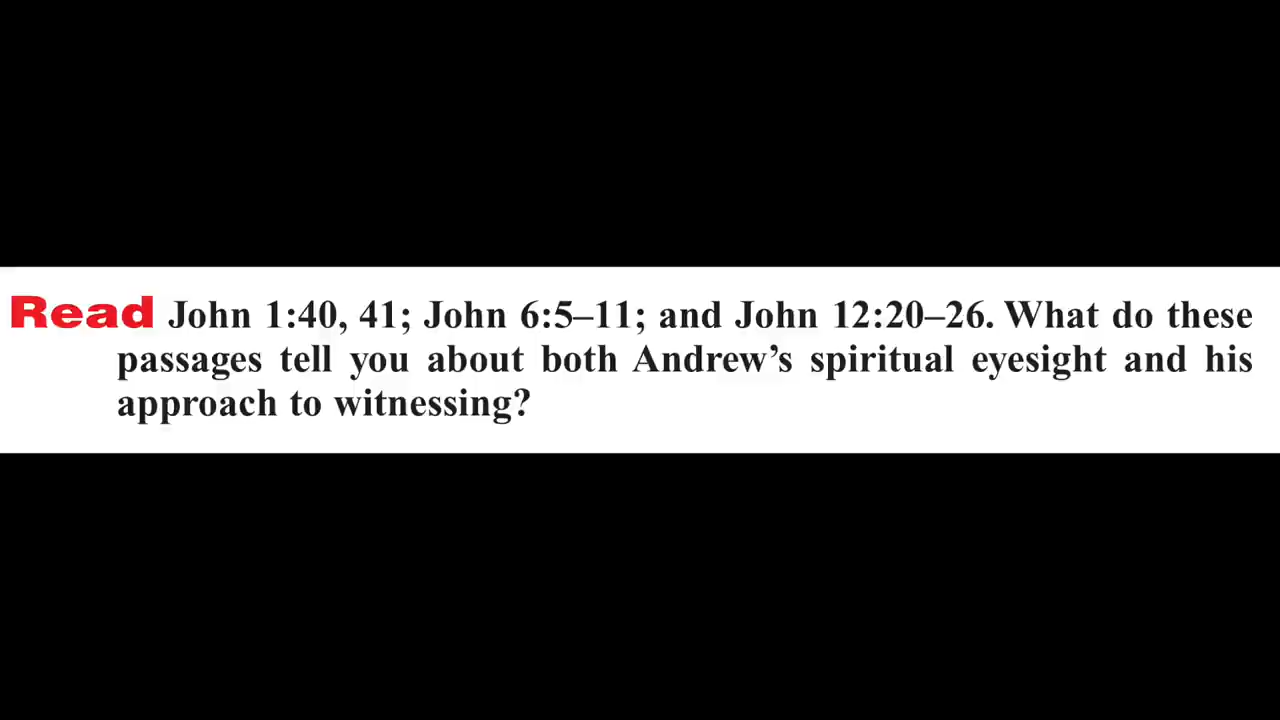 Read John 1:40, 41; John 6:5–11; and John 12:20–26. What do these
passages tell you about both Andrew’s spiritual eyesight and his
approach to witnessing?